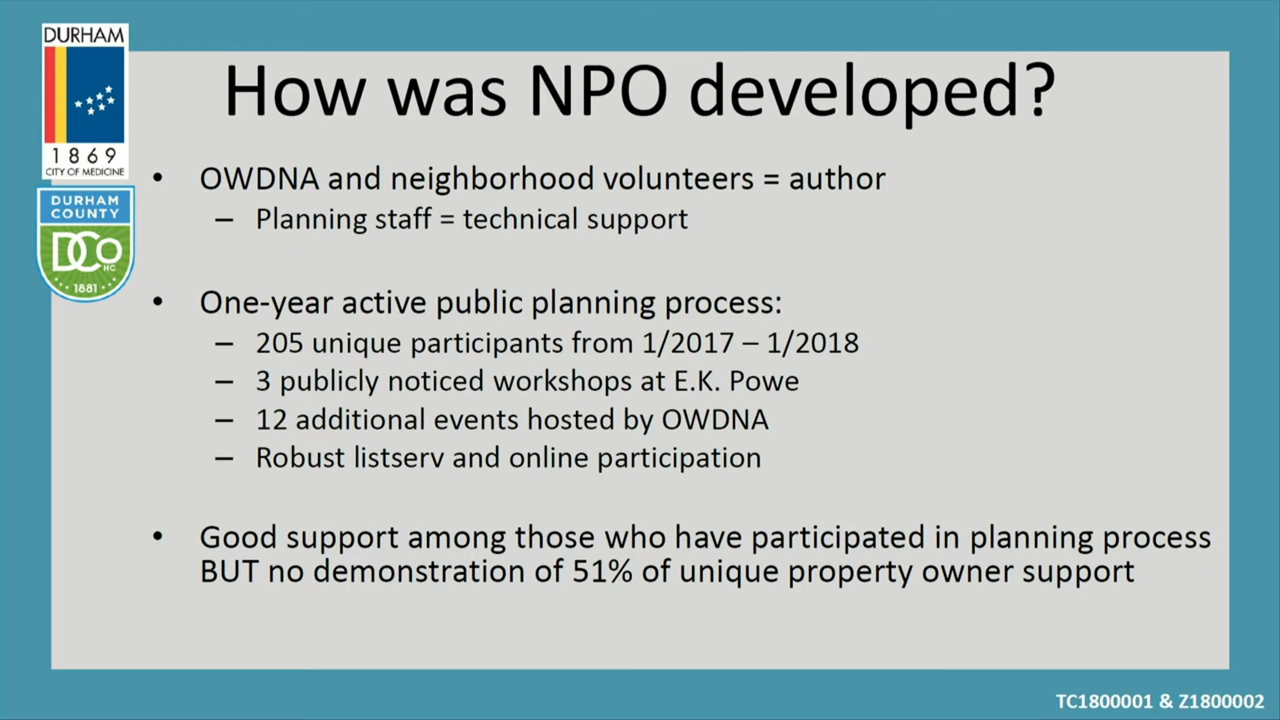 DURHAM
1869
CITY OF MEDICINE
DURHAM
COUNTY
DCo
NC
1881
How was NPO developed?
• OWDNA and neighborhood volunteers = author
– Planning staff = technical support
• One-year active public planning process:
– 205 unique participants from 1/2017 – 1/2018
– 3 publicly noticed workshops at E.K. Powe
– 12 additional events hosted by OWDNA
– Robust listserv and online participation
• Good support among those who have participated in planning process
BUT no demonstration of 51% of unique property owner support
TC1800001 & Z1800002